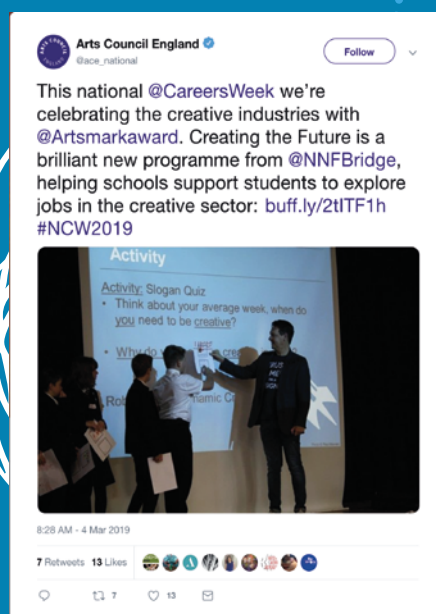 Arts Council England
@ace_national
Follow
This national @CareersWeek we're
celebrating the creative industries with
@Artsmarkaward. Creating the Future is a
brilliant new programme from @NNFBridge,
helping schools support students to explore
jobs in the creative sector: buff.ly/2tITF1h
#NCW2019
Activity
Activity: Slogan Quiz
• Think about your average week, when do
you need to be creative?
• Why do
8:28 AM - 4 Mar 2019
7 Retweets 13 Likes
7 13